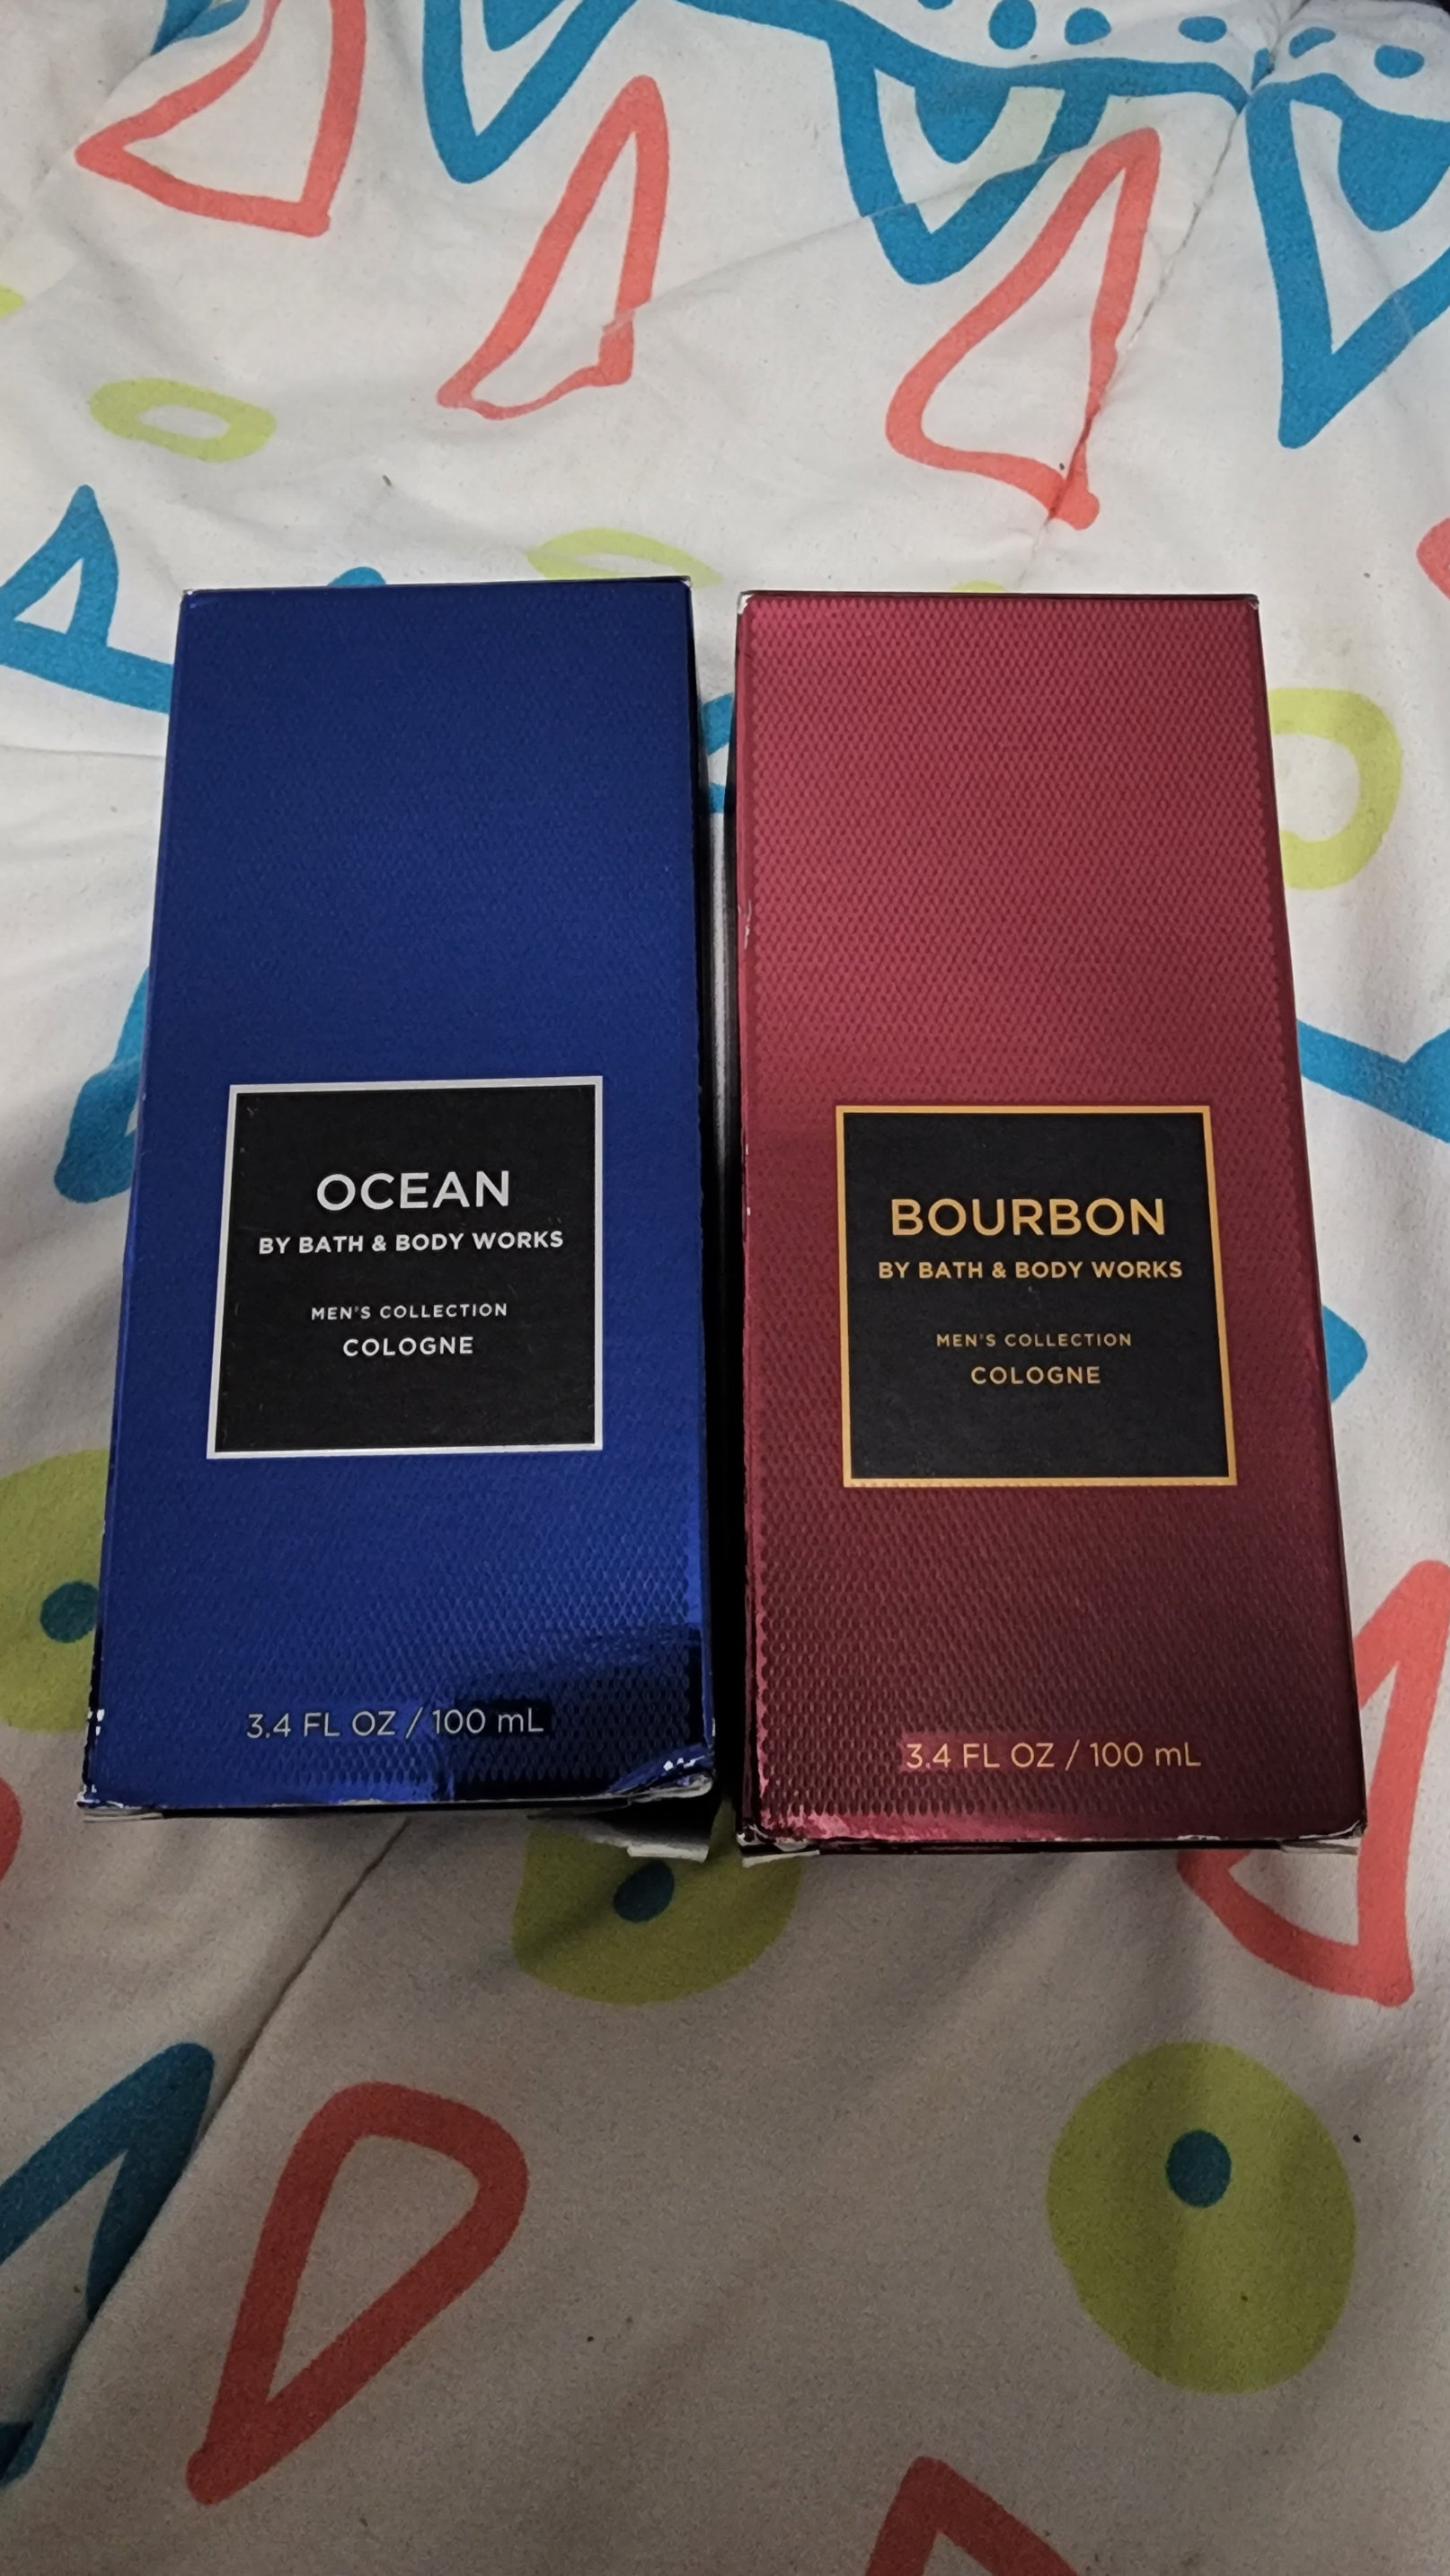 OCEAN
BY BATH & BODY WORKS
MEN'S COLLECTION
COLOGNE
3.4 FL OZ / 100 mL
BOURBON
BY BATH & BODY WORKS
MEN'S COLLECTION
COLOGNE
3.4 FL OZ / 100 mL